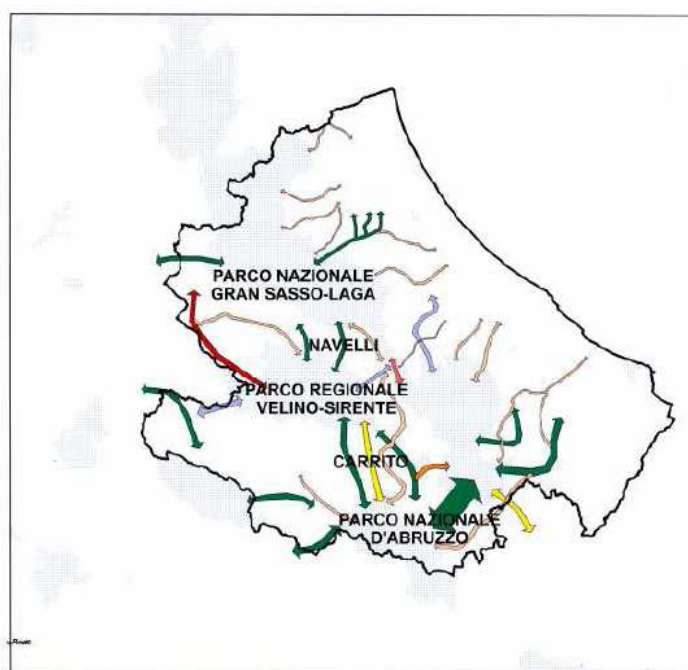 PARCO NAZIONALE
GRAN SASSO-LAGA
NAVELLI
PARCO REGIONALE
VELINO-SIRENTE
CARRITO
PARCO NAZIONALE
D'ABRUZZO